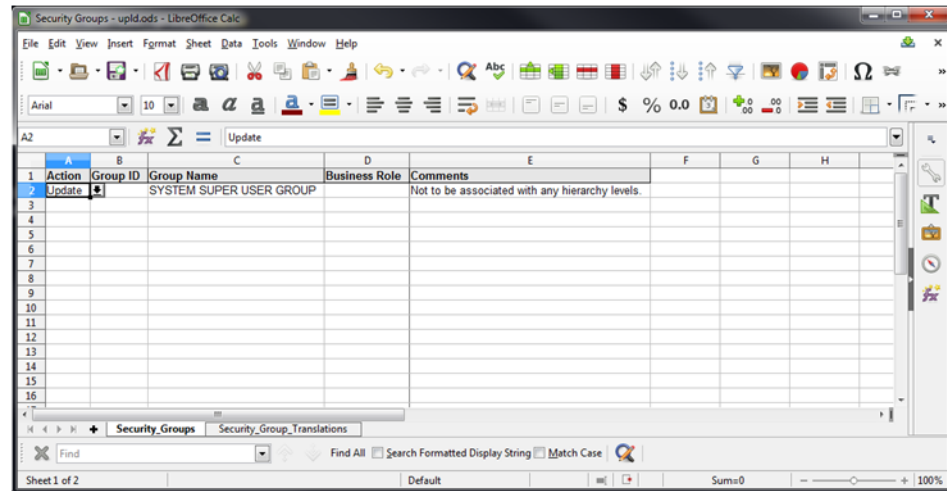 Security Groups - upld.ods - LibreOffice Calc
File Edit View Insert Format Sheet Data Tools Window Help
Arial 10 a a a a $ % 0.0
A2 Update
A B C D E F G H
1 Action Group ID Group Name Business Role Comments
2 Update SYSTEM SUPER USER GROUP Not to be associated with any hierarchy levels.
3
4
5
6
7
8
9
10
11
12
13
14
15
16
Security_Groups Security_Group_Translations
Find Find All Search Formatted Display String Match Case
Sheet 1 of 2 Default Sum=0 100%